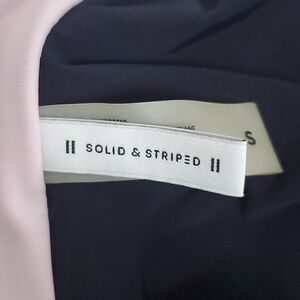 II SOLID & STRIPED II
S